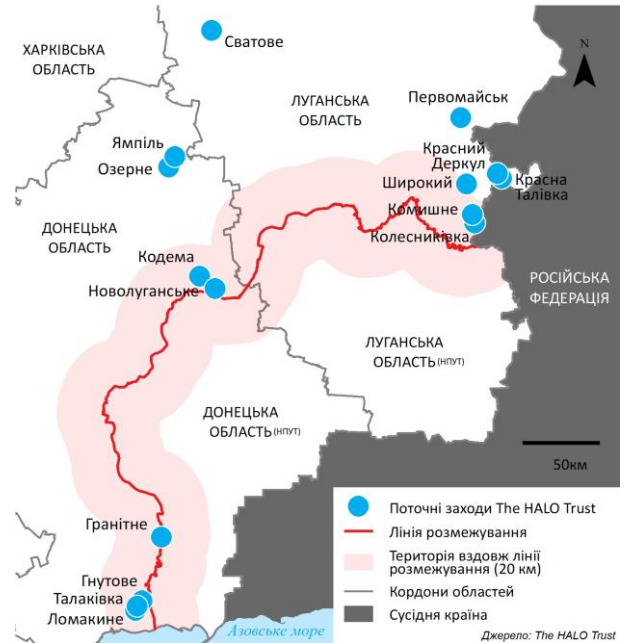 ХАРКІВСЬКА
ОБЛАСТЬ
Сватове
N
ЛУГАНСЬКА
ОБЛАСТЬ
Первомайськ
Ямпіль
Озерне
Красний
Деркул
Широкий
Красна
Талівка
Комишне
Колесниківка
ДОНЕЦЬКА
ОБЛАСТЬ
Кодема
Новолуганське
РОСІЙСЬКА
ФЕДЕРАЦІЯ
ЛУГАНСЬКА
ОБЛАСТЬ (НПУТ)
ДОНЕЦЬКА
ОБЛАСТЬ (НПУТ)
50км
Гранітне
Гнутове
Талаківка
Ломакине
Азовське море
Поточні заходи The HALO Trust
Лінія розмежування
Територія вздовж лінії
розмежування (20 км)
Кордони областей
Сусідня країна
Джерело: The HALO Trust